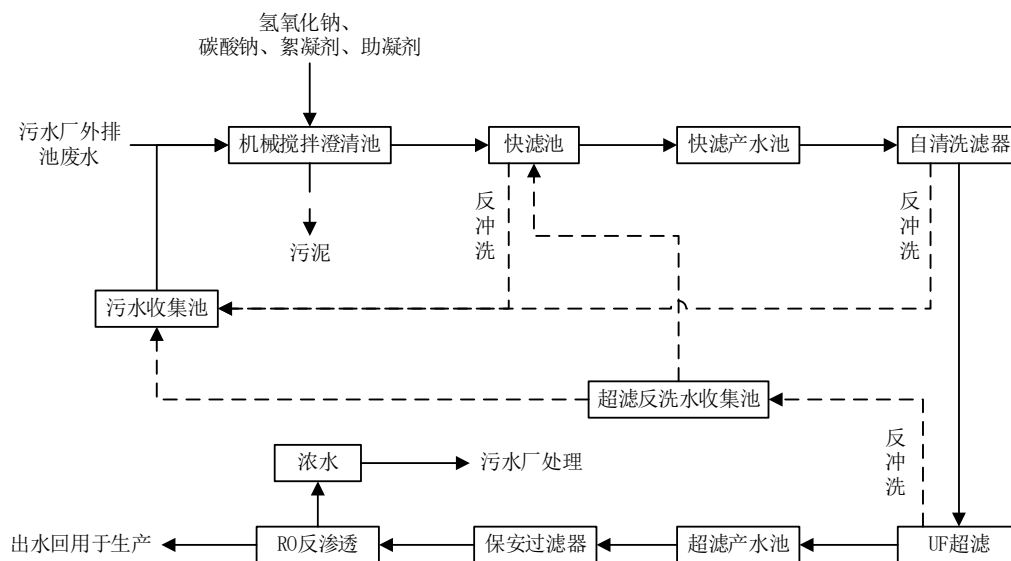 氢氧化钠、
碳酸钠、絮凝剂、助凝剂
污水厂外排
池废水
机械搅拌澄清池
快滤池
快滤产水池
自清洗滤器
反冲洗
反冲洗
污泥
污水收集池
超滤反洗水收集池
反冲洗
浓水
污水厂处理
出水回用于生产
RO反渗透
保安过滤器
超滤产水池
UF超滤